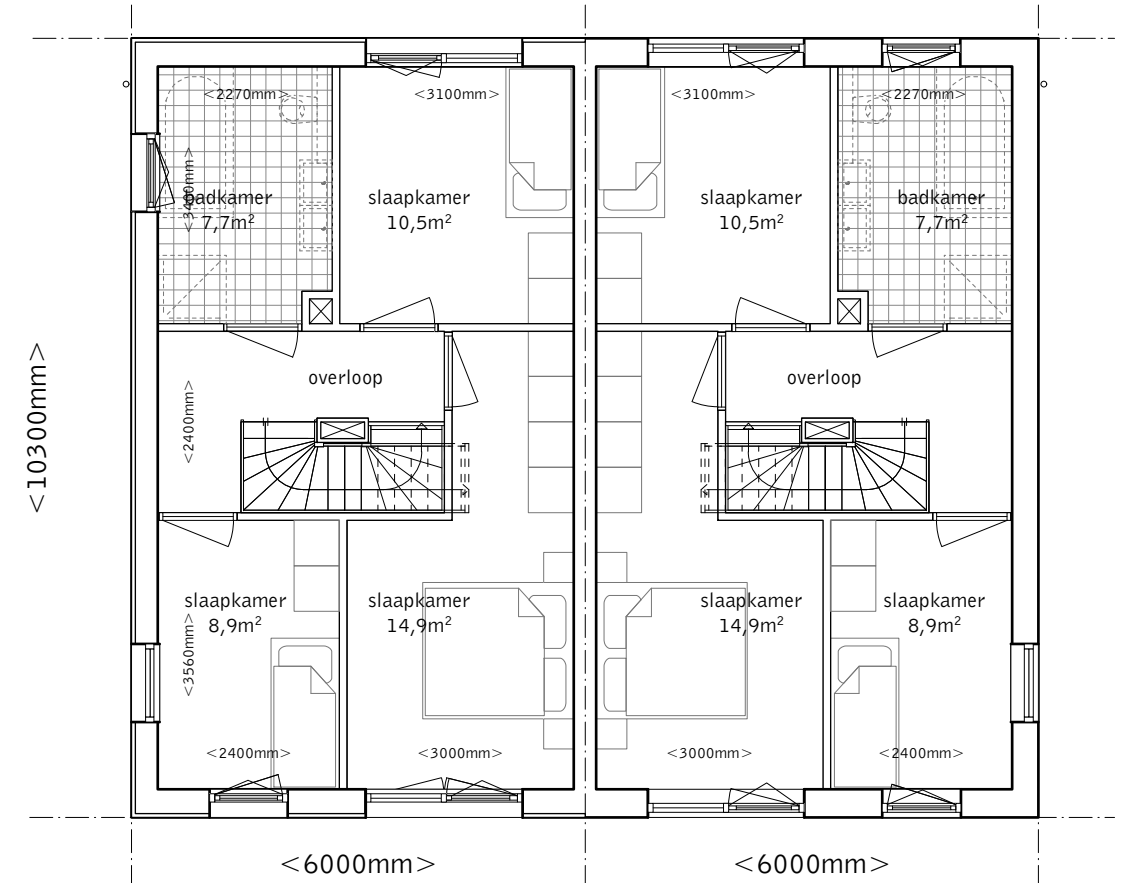 <2270mm>
<3100mm>
<3100mm>
<2270mm>
<3400mm>
badkamer
7,7m²
slaapkamer
10,5m²
slaapkamer
10,5m²
badkamer
7,7m²
<10300mm>
<2400mm>
overloop
overloop
slaapkamer
8,9m²
slaapkamer
14,9m²
slaapkamer
14,9m²
slaapkamer
8,9m²
<3560mm>
<2400mm>
<3000mm>
<3000mm>
<2400mm>
<6000mm>
<6000mm>